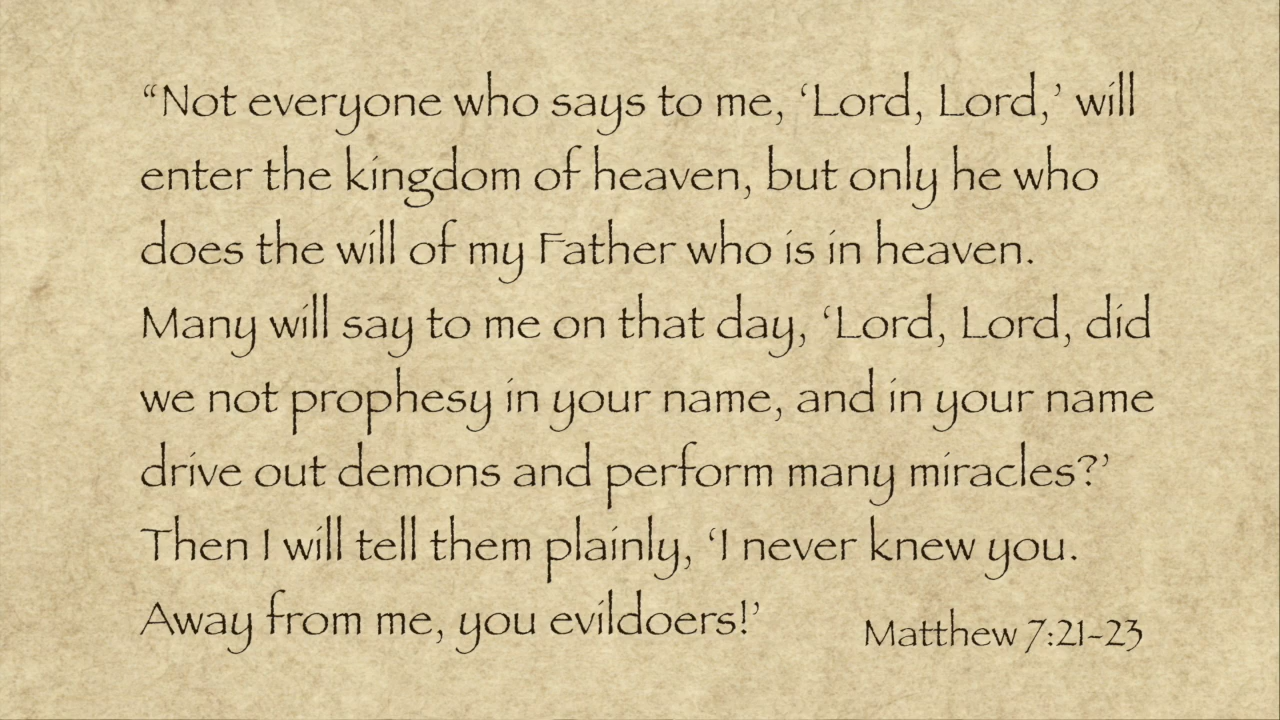 “Not everyone who says to me, ‘Lord, Lord,’ will
enter the kingdom of heaven, but only he who
does the will of my Father who is in heaven.
Many will say to me on that day, ‘Lord, Lord, did
we not prophesy in your name, and in your name
drive out demons and perform many miracles?’
Then I will tell them plainly, ‘I never knew you.
Away from me, you evildoers!’
Matthew 7:21-23